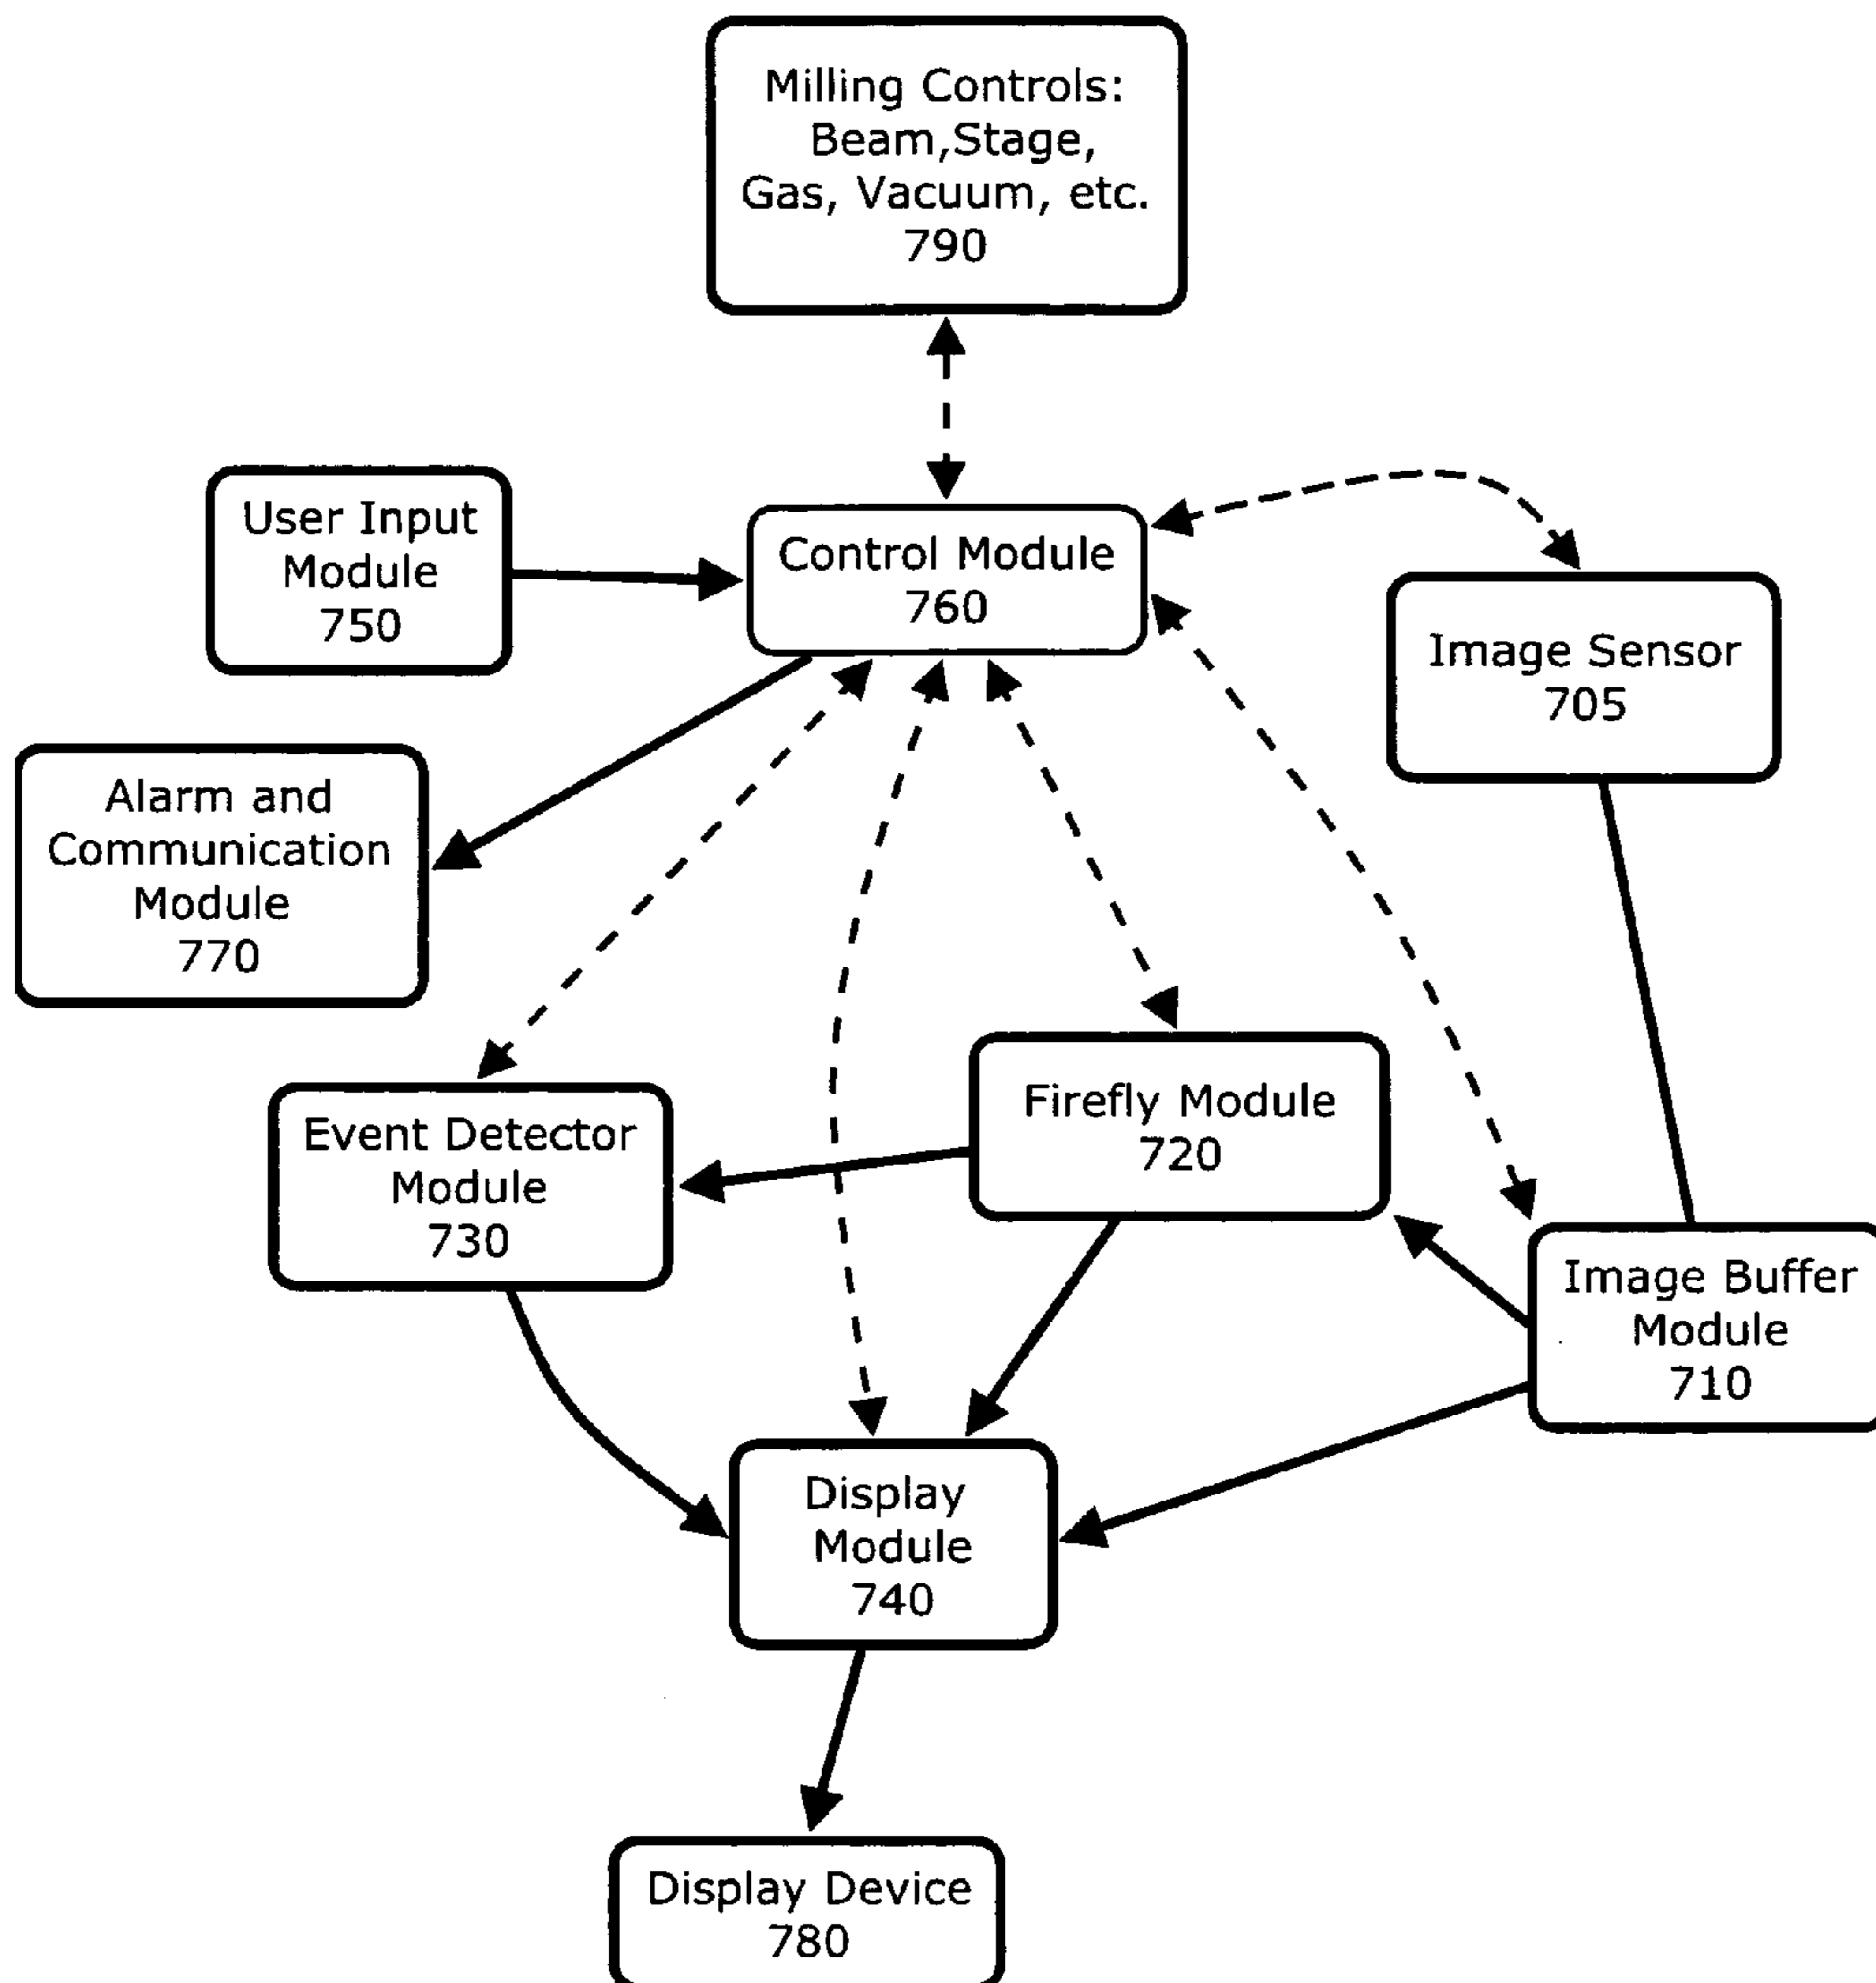 Milling Controls:
Beam,Stage,
Gas, Vacuum, etc.
790
User Input
Module
750
Control Module
760
Image Sensor
705
Alarm and
Communication
Module
770
Event Detector
Module
730
Firefly Module
720
Image Buffer
Module
710
Display
Module
740
Display Device
780